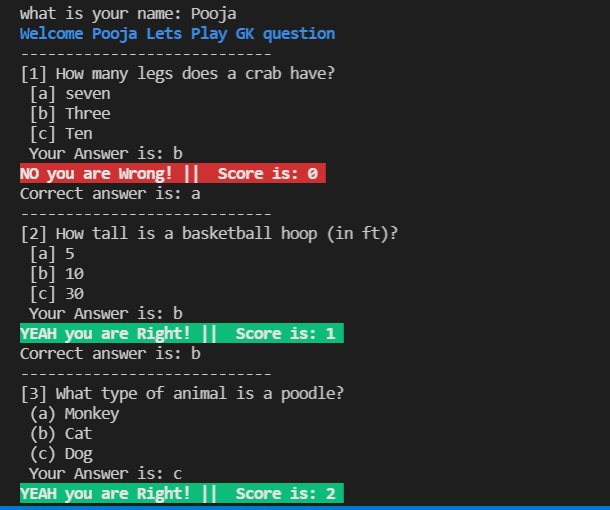 what is your name: Pooja
Welcome Pooja Lets Play GK question
----------------------------
[1] How many legs does a crab have?
[a] seven
[b] Three
[c] Ten
Your Answer is: b
NO you are Wrong! ||  Score is: 0
Correct answer is: a
----------------------------
[2] How tall is a basketball hoop (in ft)?
[a] 5
[b] 10
[c] 30
Your Answer is: b
YEAH you are Right! ||  Score is: 1
Correct answer is: b
----------------------------
[3] What type of animal is a poodle?
(a) Monkey
(b) Cat
(c) Dog
Your Answer is: c
YEAH you are Right! ||  Score is: 2